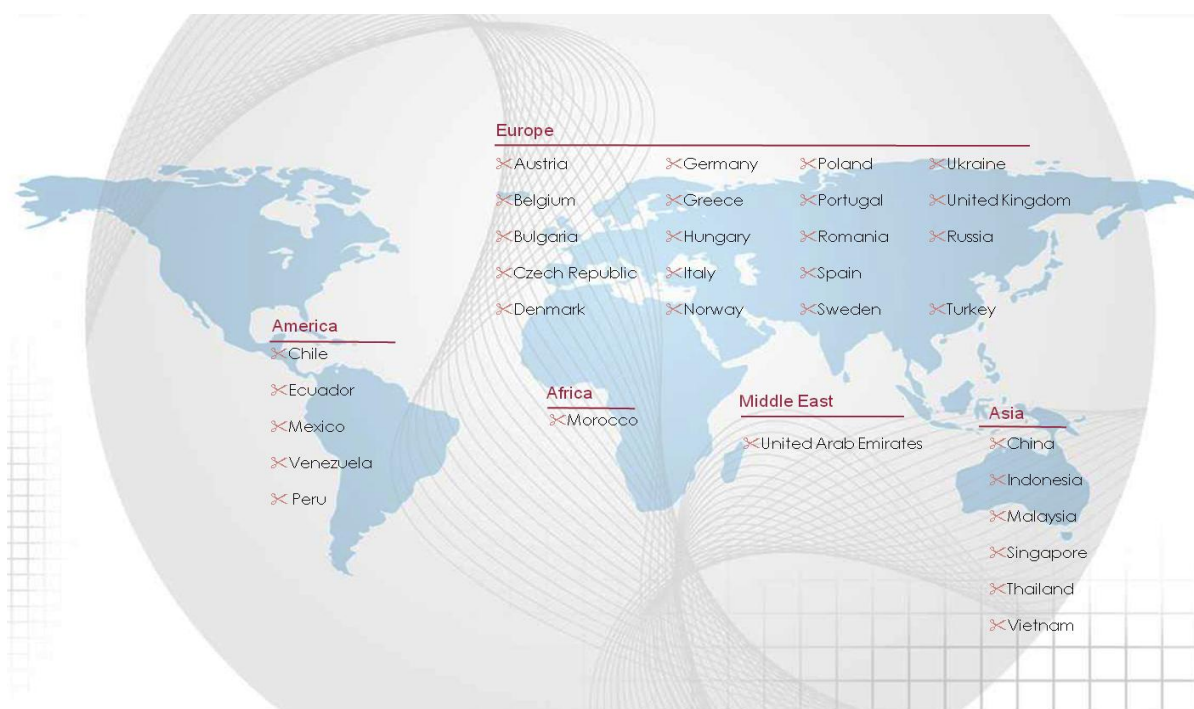 Europe
Austria
Belgium
Bulgaria
Czech Republic
Denmark
Germany
Greece
Hungary
Italy
Norway
Poland
Portugal
Romania
Spain
Sweden
Ukraine
United Kingdom
Russia
Turkey
America
Chile
Ecuador
Mexico
Venezuela
Peru
Africa
Morocco
Middle East
United Arab Emirates
Asia
China
Indonesia
Malaysia
Singapore
Thailand
Vietnam